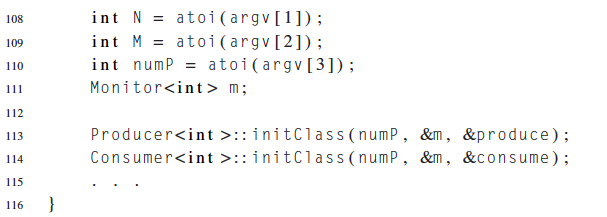 108 int N = atoi(argv[1]);
109 int M = atoi(argv[2]);
110 int numP = atoi(argv[3]);
111 Monitor<int> m;
112
113 Producer<int >::initClass(numP, &m, &produce);
114 Consumer<int >::initClass(numP, &m, &consume);
115 . . .
116 }